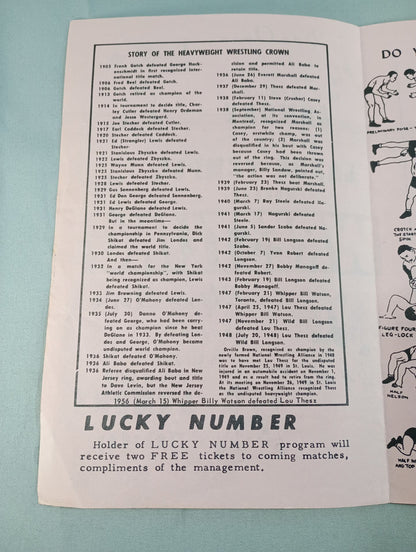 STORY OF THE HEAVYWEIGHT WRESTLING CROWN
1905 Frank Gotch defeated George Hack-
enschmidt in first recognized inter-
national title match.
1906 Fred Beel defeated Gotch.
1906 Gotch defeated Beel.
1913 Gotch retired as champion of the
world.
1914 In tournament to decide title, Char-
ley Cutler defeated Henry Ordeman
and Jesse Westergard.
1915 Joe Stecher defeated Cutler.
1917 Earl Caddock defeated Stecher.
1920 Stecher defeated Caddock.
1921 Ed (Strangler) Lewis defeated
Stecher.
1921 Stanislaus Zbyszko defeated Lewis.
1922 Lewis defeated Zbyszko.
1925 Wayne Munn defeated Lewis.
1925 Stanislaus Zbyszko defeated Munn.
1925 Stecher defeated Zbyszko.
1928 Lewis defeated Stecher.
1929 Gus Sonnenberg defeated Lewis.
1931 Ed Don George defeated Sonnenberg.
1931 Ed Lewis defeated George.
1931 Henry DeGlane defeated Lewis.
1931 George defeated DeGlane.
But in the meantime—
1929 In a tournament to decide the
championship in Pennsylvania, Dick
Shikat defeated Jim Londos and
claimed the world title.
1930 Londos defeated Shikat.
And then—
1932 In a match for the New York
"world championship", with Shikat
being recognized as champion, Lewis
defeated Shikat.
1933 Jim Browning defeated Lewis.
1934 (June 27) O'Mahony defeated Lon-
dos.
1935 (July 30) Danno O'Mahony de-
feated George, who had been carry-
ing on as champion since he beat
DeGlane in 1933. By defeating Lon-
dos and George, O'Mahony became
undisputed world champion.
1936 Shikat defeated O'Mahony.
1936 Ali Baba defeated Shikat.
1936 Referee disqualified Ali Baba in New
Jersey ring, awarding bout and title
to Dave Levin, but the New Jersey
Athletic Commission reversed the de-
cision and permitted Ali Baba to
retain title.
1936 (June 26) Everett Marshall defeated
Ali Baba.
1937 (December 29) Thesz defeated Mar-
shall.
1938 (February 11) Steve (Crusher) Casey
defeated Thesz.
1938 (September) National Wrestling As-
sociation, at its convention, in
Montreal, recognized Marshall as
champion for two reasons: (1)
Casey, erstwhile champ, was out
of the country; (2) Marshall was
disqualified in his bout with Casey
because Casey had been thrown
out of the ring. This decision was
reversed because, as Marshall's
manager, Billy Sandow, pointed out,
"the action was not deliberate."
1939 (February 23) Thesz beat Marshall.
1939 (June 23) Bronko Nagurski defeated
Thesz.
1940 (March 7) Ray Steele defeated Na-
gurski.
1941 (March 17) Nagurski defeated
Steele.
1941 (June 5) Sandor Szabo defeated Na-
gurski.
1942 (February 19) Bill Longson defeated
Szabo.
1942 (October 7) Yvon Robert defeated
Longson.
1942 (November 27) Bobby Managoff de-
feated Robert.
1943 (February 19) Bill Longson defeated
Bobby Managoff.
1947 (February 21) Whipper Bill Watson,
Toronto, defeated, Bill Longson.
1947 (April 25, 1947) Lou Thesz defeated
Whipper Bill Watson.
1947 (November 21) Wild Bill Longson
defeated Lou Thesz.
1948 (July 20, 1948) Lou Thesz defeated
Wild Bill Longson.
Orville Brown, recognized as champion by the
newly formed National Wrestling Alliance in 1948
was to have met Lou Thesz for the undisputed
title on November 25, 1949 in St. Louis. He was
injured in an automobile accident on November 1,
1949, and as a result had to retire from the ring.
At its meeting on November 26, 1949 in St. Louis
the National Wrestling Alliance recognized Thesz
as the undisputed heavyweight champion.
1956 (March 15) Whipper Billy Watson defeated Lou Thesz
LUCKY NUMBER
Holder of LUCKY NUMBER program will
receive two FREE tickets to coming matches,
compliments of the management.
DO
PRELIMINARY POSE
CROTCH
THE STAR
SPIN
FIGURE FOUR
LEG-LOCK
HALF
NELSON
HALF N
AND TOP